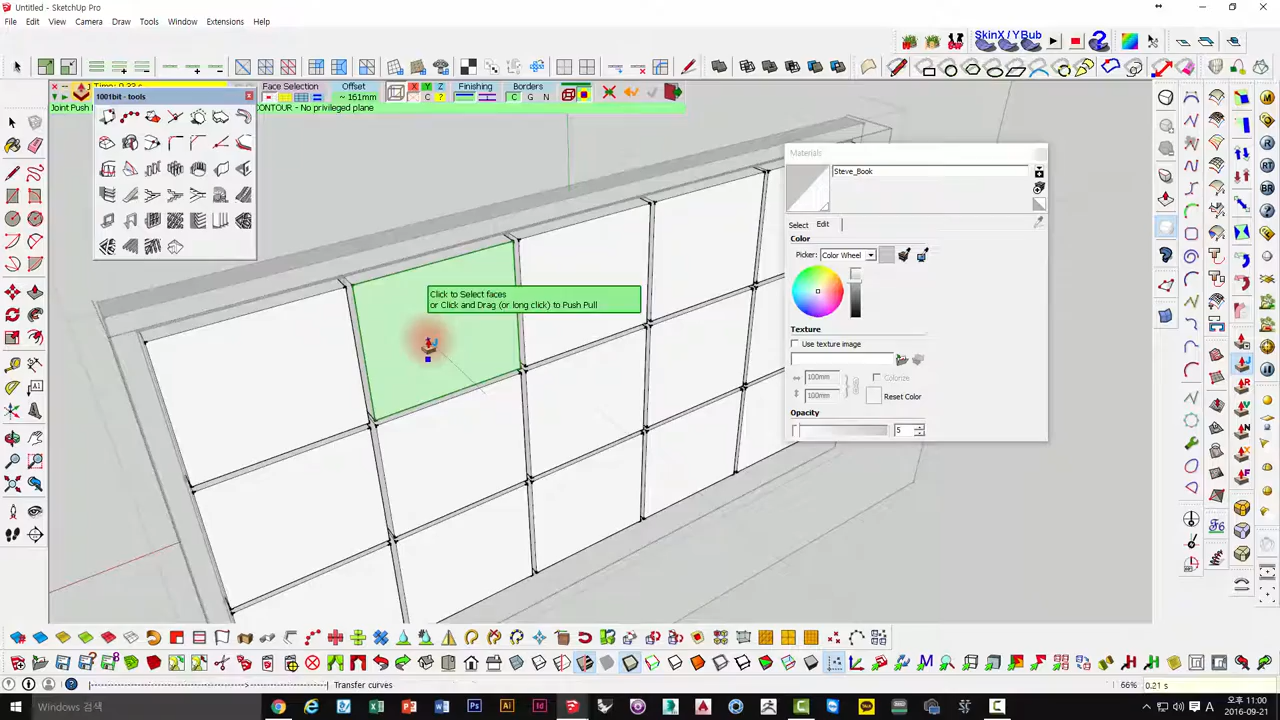 Untitled - SketchUp Pro
File Edit View Camera Draw Tools Window Extensions Help
SkinX / YBub
Face Selection
Offset
X Y Z
Finishing
Borders
~ 161mm
C ?
C G N
1001bit - tools
Joint Push
CONTOUR - No privileged plane
Click to Select faces
or Click and Drag (or long click) to Push Pull
Materials
Steve_Book
Select Edit
Color
Picker: Color Wheel
Texture
Use texture image
100mm
Colorize
100mm
Reset Color
Opacity
5
Transfer curves
66%
0.21 s
Windows 검색
오후 11:00
2016-09-21